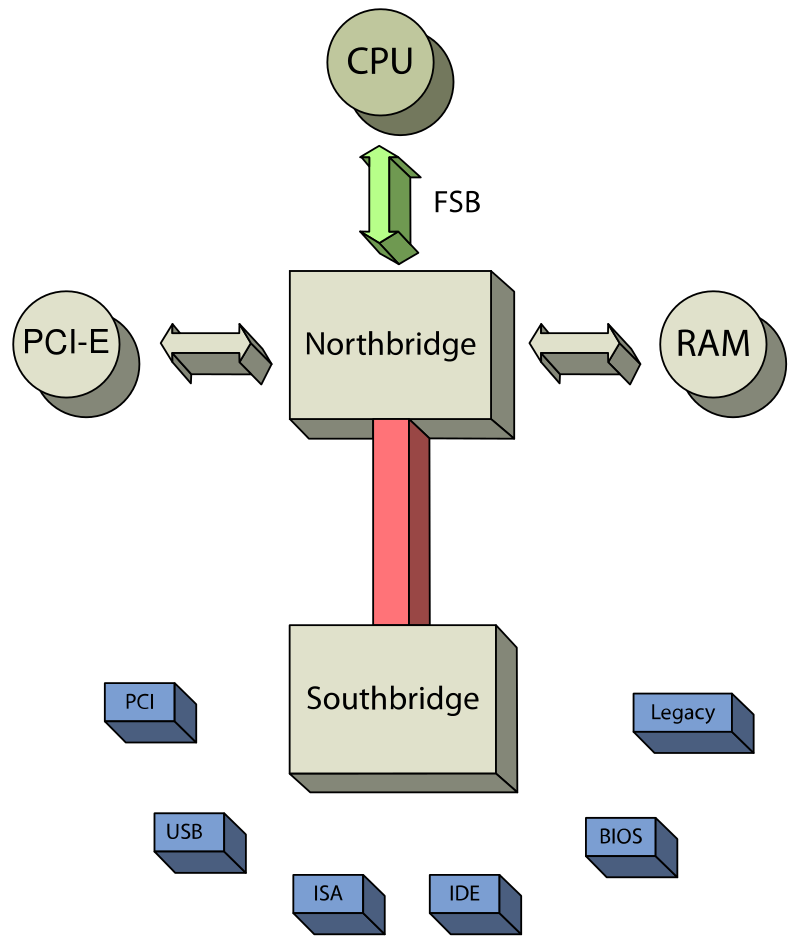 CPU
FSB
PCI-E
Northbridge
RAM
Southbridge
PCI
Legacy
USB
BIOS
ISA
IDE